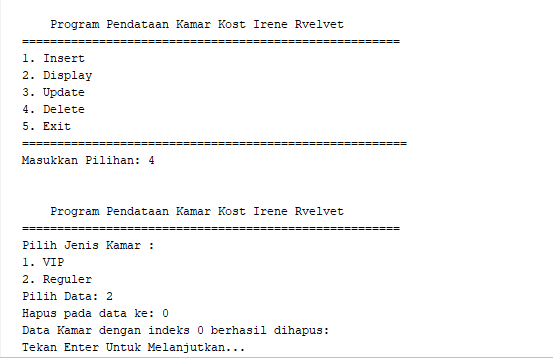 Program Pendataan Kamar Kost Irene Rvelvet
======================================================
1. Insert
2. Display
3. Update
4. Delete
5. Exit
=======================================================
Masukkan Pilihan: 4
Program Pendataan Kamar Kost Irene Rvelvet
======================================================
Pilih Jenis Kamar :
1. VIP
2. Reguler
Pilih Data: 2
Hapus pada data ke: 0
Data Kamar dengan indeks 0 berhasil dihapus:
Tekan Enter Untuk Melanjutkan...